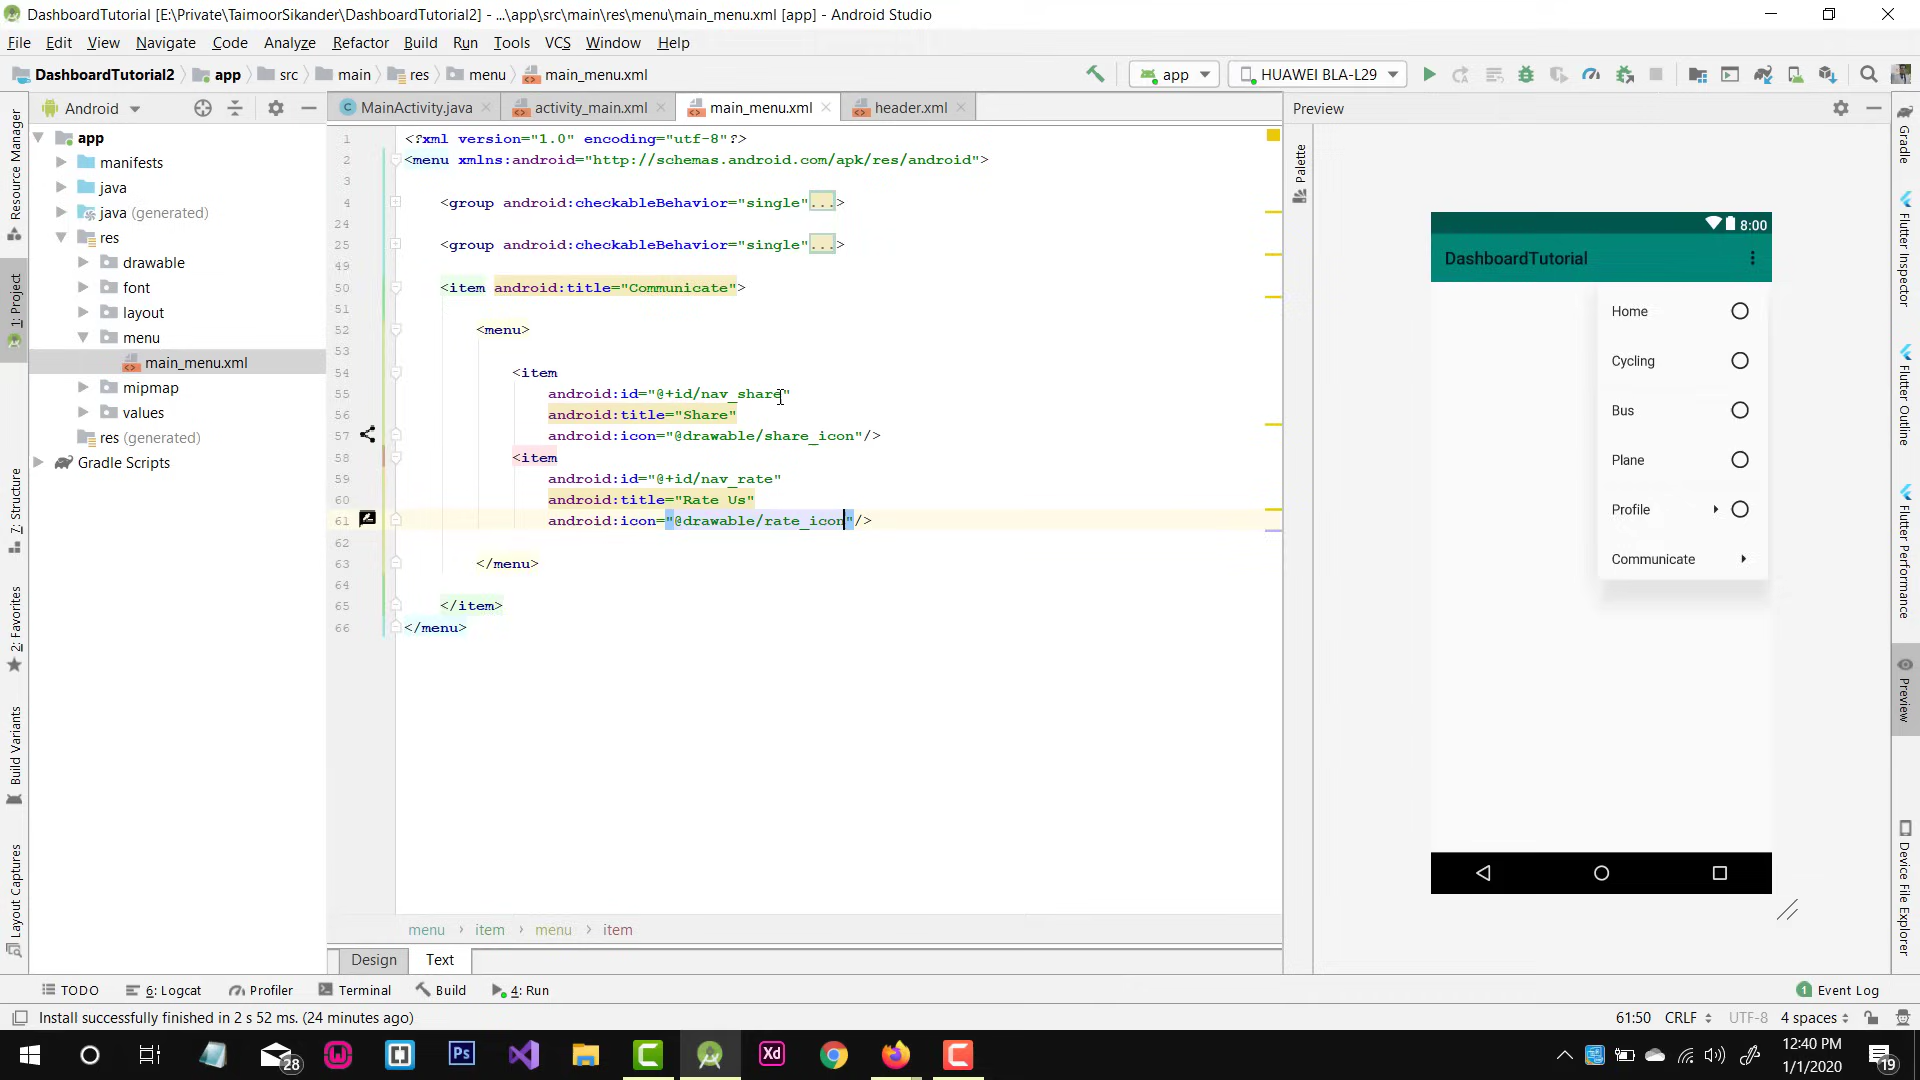 DashboardTutorial [E:\Private\TaimoorSikander\DashboardTutorial2] - ...\app\src\main\res\menu\main_menu.xml [app] - Android Studio
File Edit View Navigate Code Analyze Refactor Build Run Tools VCS Window Help
DashboardTutorial2 app src main res menu main_menu.xml app HUAWEI BLA-L29
Android
MainActivity.java activity_main.xml main_menu.xml header.xml
Preview
Resource Manager
1: Project
7: Structure
2: Favorites
Build Variants
Layout Captures
app
manifests
java
java (generated)
res
drawable
font
layout
menu
main_menu.xml
mipmap
values
res (generated)
Gradle Scripts
1 <?xml version="1.0" encoding="utf-8"?>
2 <menu xmlns:android="http://schemas.android.com/apk/res/android">
3
4 <group android:checkableBehavior="single"...>
24
25 <group android:checkableBehavior="single"...>
49
50 <item android:title="Communicate">
51
52 <menu>
53
54 <item
55 android:id="@+id/nav_share"
56 android:title="Share"
57 android:icon="@drawable/share_icon"/>
58 <item
59 android:id="@+id/nav_rate"
60 android:title="Rate Us"
61 android:icon="@drawable/rate_icon"/>
62
63 </menu>
64
65 </item>
66 </menu>
menu › item › menu › item
Design Text
Palette
8:00
DashboardTutorial
Home
Cycling
Bus
Plane
Profile
Communicate
Gradle
Flutter Inspector
Flutter Outline
Flutter Performance
Preview
Device File Explorer
TODO 6: Logcat Profiler Terminal Build 4: Run 1 Event Log
Install successfully finished in 2 s 52 ms. (24 minutes ago) 61:50 CRLF UTF-8 4 spaces
28 Ps Xd 12:40 PM
1/1/2020 19